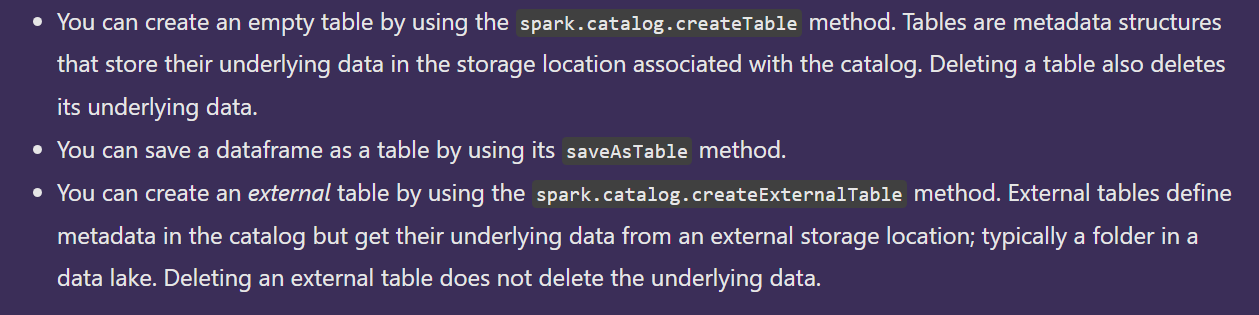 • You can create an empty table by using the spark.catalog.createTable method. Tables are metadata structures
that store their underlying data in the storage location associated with the catalog. Deleting a table also deletes
its underlying data.
• You can save a dataframe as a table by using its saveAsTable method.
• You can create an external table by using the spark.catalog.createExternalTable method. External tables define
metadata in the catalog but get their underlying data from an external storage location; typically a folder in a
data lake. Deleting an external table does not delete the underlying data.